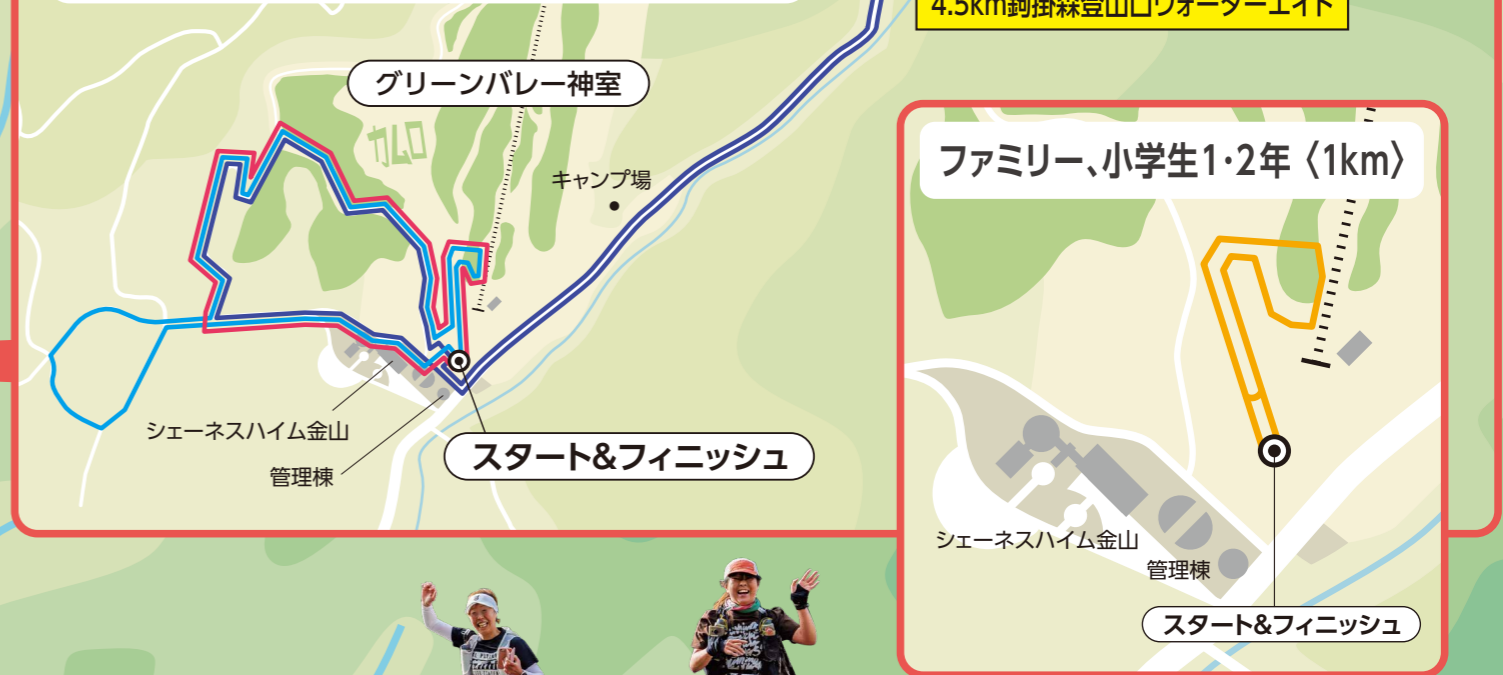 4.5km鉤掛森登山口ウォーターエイド
グリーンバレー神室
カムロ
キャンプ場
シェーネスハイム金山
管理棟
スタート&フィニッシュ
ファミリー、小学生1・2年〈1km〉
シェーネスハイム金山
管理棟
スタート&フィニッシュ